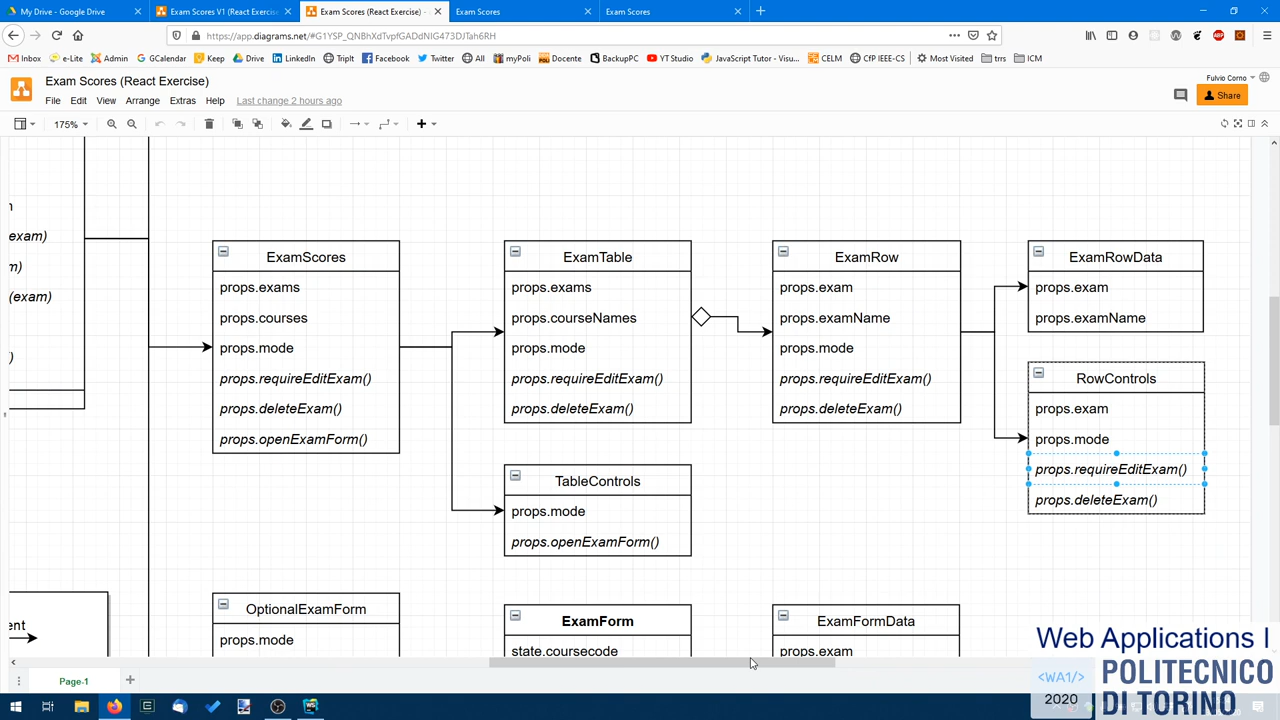 My Drive - Google Drive
Exam Scores V1 (React Exercise
Exam Scores (React Exercise) -
Exam Scores
Exam Scores
https://app.diagrams.net/#G1YSP_QNBhXdTvpfGADdNIG473DJTah6RH
Inbox
e-Lite
Admin
GCalendar
Keep
Drive
LinkedIn
TripIt
Facebook
Twitter
All
myPoli
Docente
BackupPC
YT Studio
JavaScript Tutor - Visu...
CELM
CfP IEEE-CS
Most Visited
trrs
ICM
Exam Scores (React Exercise)
Fulvio Corno
File Edit View Arrange Extras Help Last change 2 hours ago
Share
175%
n
exam)
m)
(exam)
)
ent
ExamScores
props.exams
props.courses
props.mode
props.requireEditExam()
props.deleteExam()
props.openExamForm()
ExamTable
props.exams
props.courseNames
props.mode
props.requireEditExam()
props.deleteExam()
ExamRow
props.exam
props.examName
props.mode
props.requireEditExam()
props.deleteExam()
ExamRowData
props.exam
props.examName
RowControls
props.exam
props.mode
props.requireEditExam()
props.deleteExam()
TableControls
props.mode
props.openExamForm()
OptionalExamForm
props.mode
ExamForm
state.coursecode
ExamFormData
props.exam
Page-1
Web Applications I
<WA1/>
2020
POLITECNICO
DI TORINO